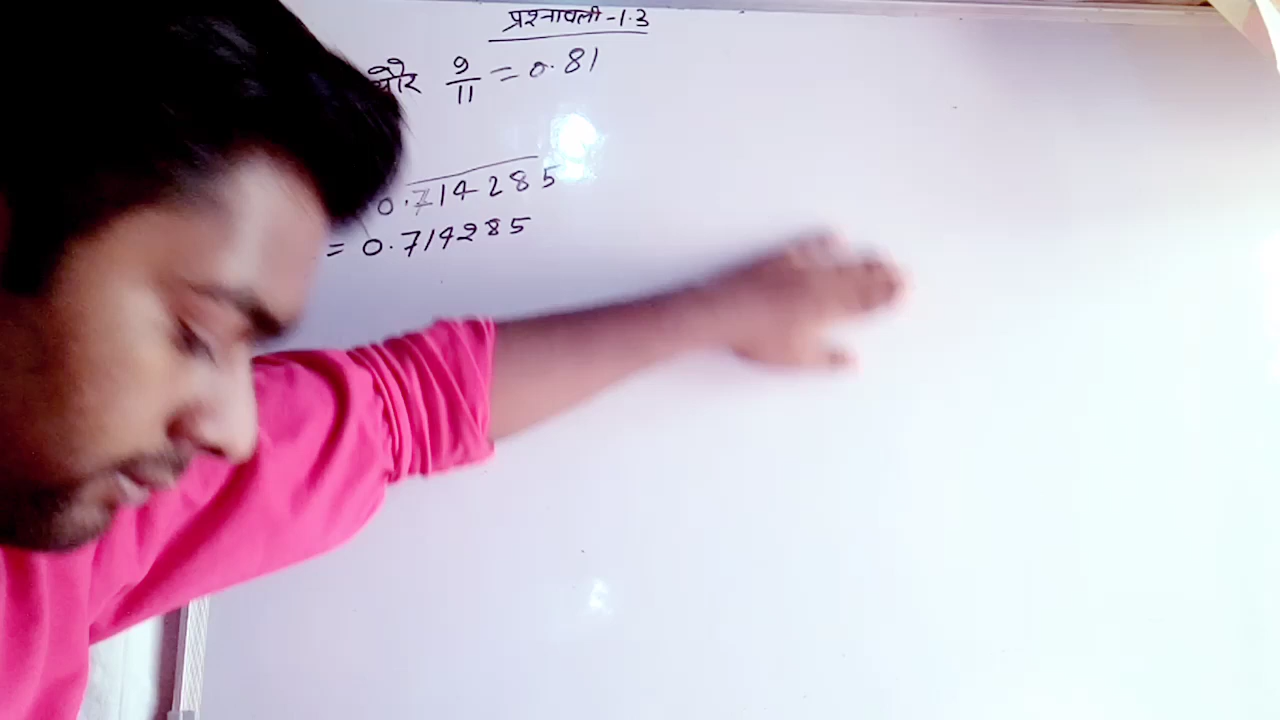 प्रश्नावली-1.3
और 9/11 = 0.81
0.714285
= 0.714285